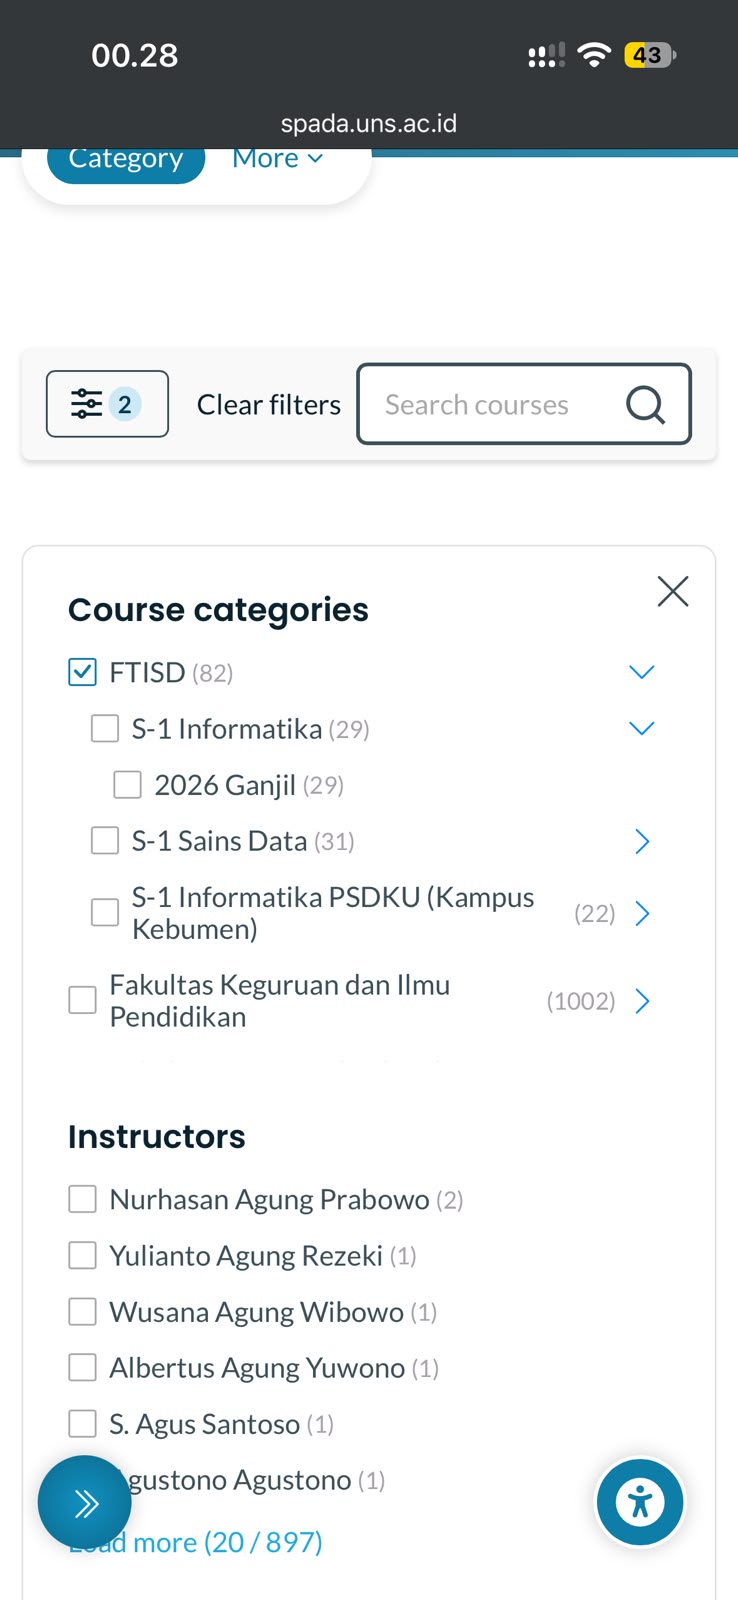 00.28
43
spada.uns.ac.id
Category More
2 Clear filters Search courses
Course categories
FTISD (82)
S-1 Informatika (29)
2026 Ganjil (29)
S-1 Sains Data (31)
S-1 Informatika PSDKU (Kampus
Kebumen) (22)
Fakultas Keguruan dan Ilmu
Pendidikan (1002)
Instructors
Nurhasan Agung Prabowo (2)
Yulianto Agung Rezeki (1)
Wusana Agung Wibowo (1)
Albertus Agung Yuwono (1)
S. Agus Santoso (1)
Agustono Agustono (1)
Load more (20 / 897)